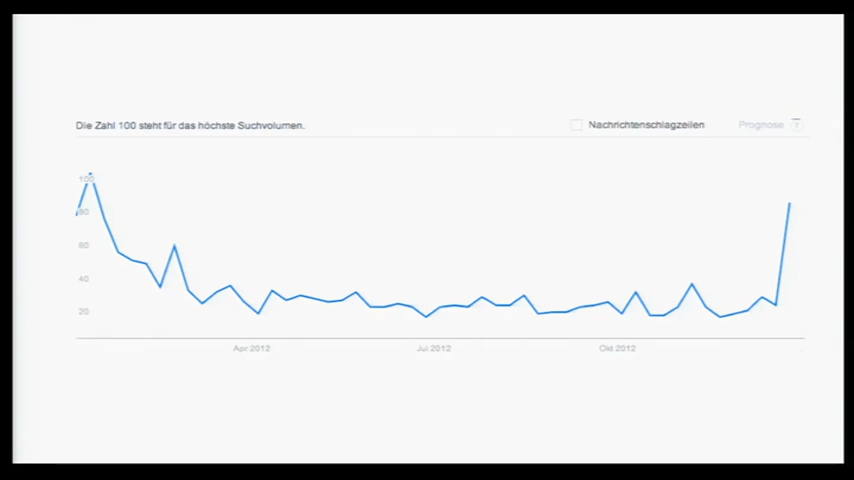 Die Zahl 100 steht für das höchste Suchvolumen.
Nachrichtenschlagzeilen
Prognose ?
100
80
60
40
20
Apr 2012
Jul 2012
Okt 2012